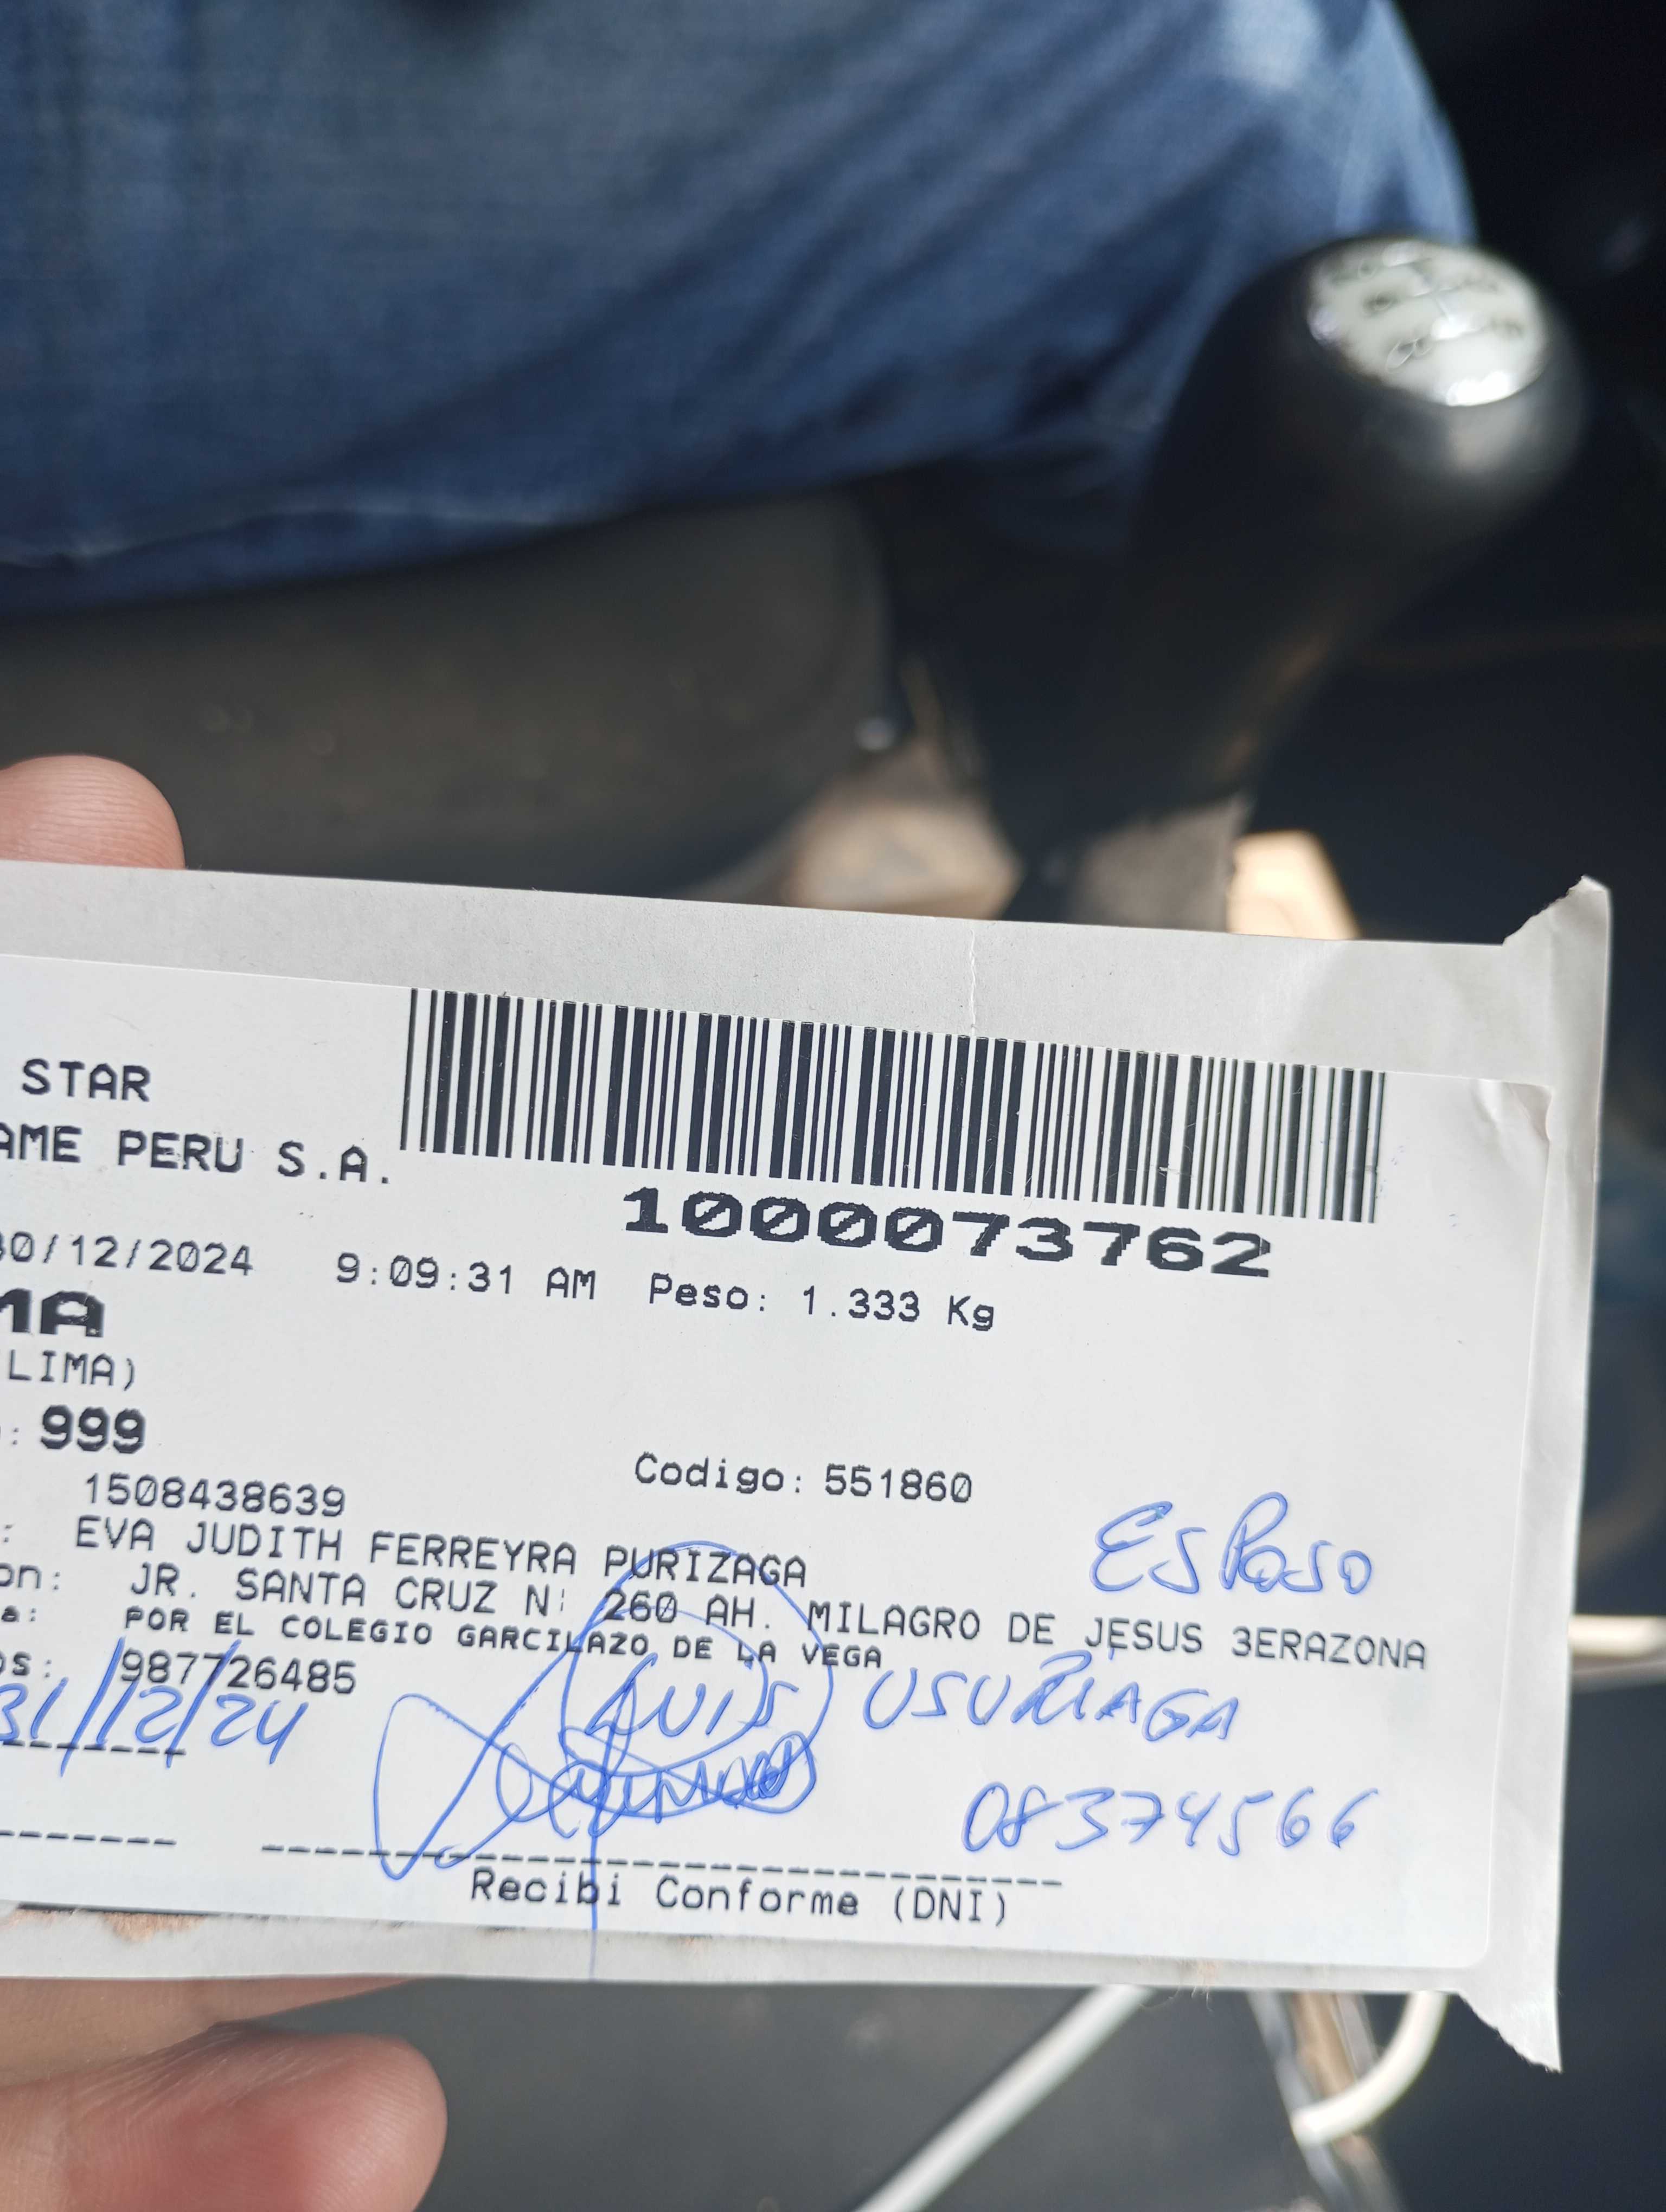 STAR
AME PERU S.A.
1000073762
30/12/2024 9:09:31 AM Peso: 1.333 Kg
MA
LIMA)
: 999
1508438639 Codigo: 551860
: EVA JUDITH FERREYRA PURIZAGA
ESPOSO
on: JR. SANTA CRUZ N: 260 AH. MILAGRO DE JESUS 3ERAZONA
a: POR EL COLEGIO GARCILAZO DE LA VEGA
os: 987726485
31/12/24
LUIS USURIAGA
08374566
Recibi Conforme (DNI)